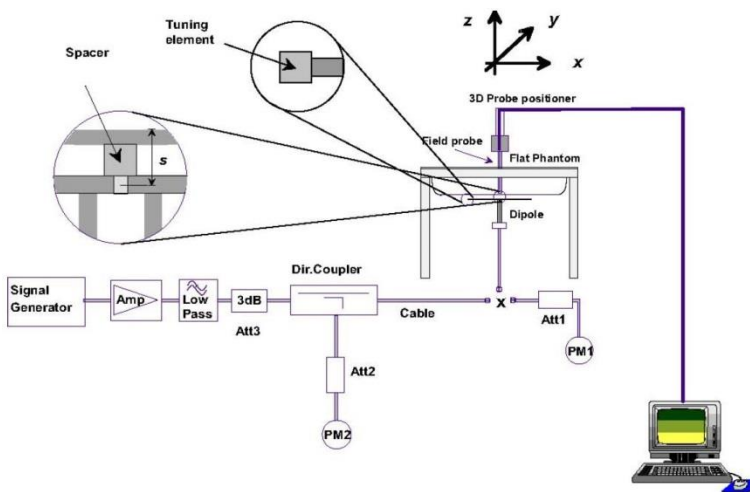 Tuning
element
Spacer
s
z
y
x
3D Probe positioner
Field probe
Flat Phantom
Dipole
Signal
Generator
Amp
Low
Pass
3dB
Att3
Dir.Coupler
Cable
x
Att1
PM1
Att2
PM2